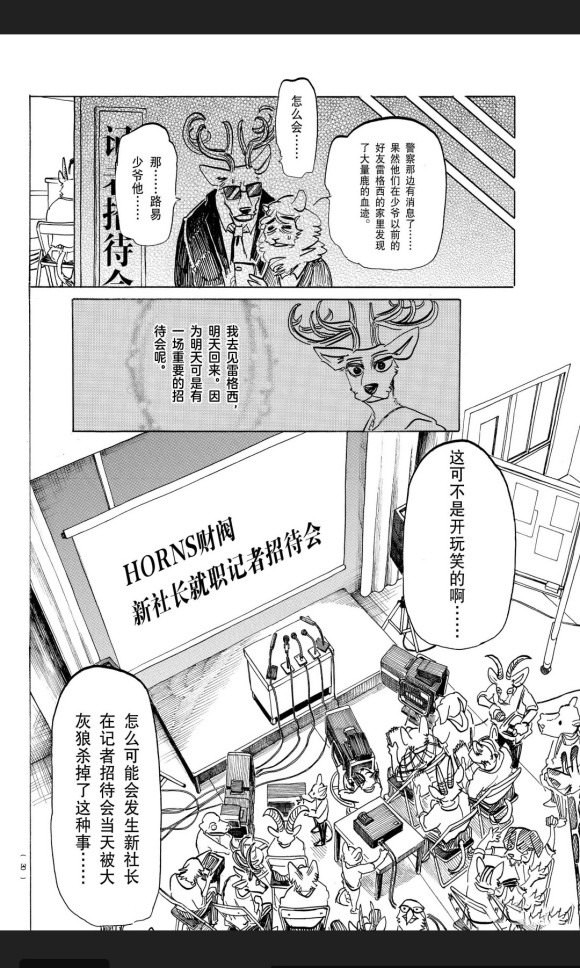 警察那边有消息了……
果然他们在少爷以前的
好友雷格西的家里发现
了大量鹿的血迹。
怎么会……
那……路易
少爷他……
记者招待会
我去见雷格西，
明天回来。因
为明天可是有
一场重要的招
待会呢。
这可不是开玩笑的啊……
HORNS财阀
新社长就职记者招待会
怎么可能会发生新社长
在记者招待会当天被大
灰狼杀掉了这种事……